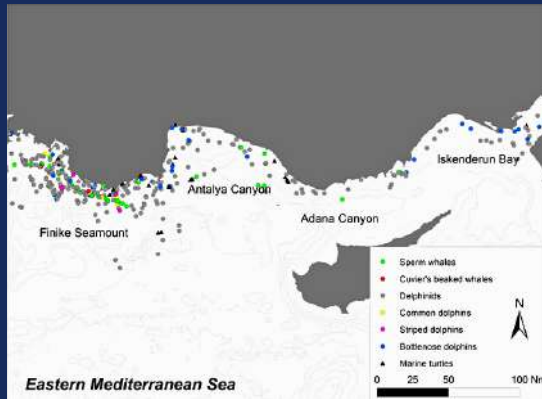 Iskenderun Bay
Antalya Canyon
Adana Canyon
Finike Seamount
Sperm whales
Cuvier's beaked whales
Delphinids
Common dolphins
Striped dolphins
Bottlenose dolphins
Marine turtles
N
Eastern Mediterranean Sea
0 25 50 100 Nm